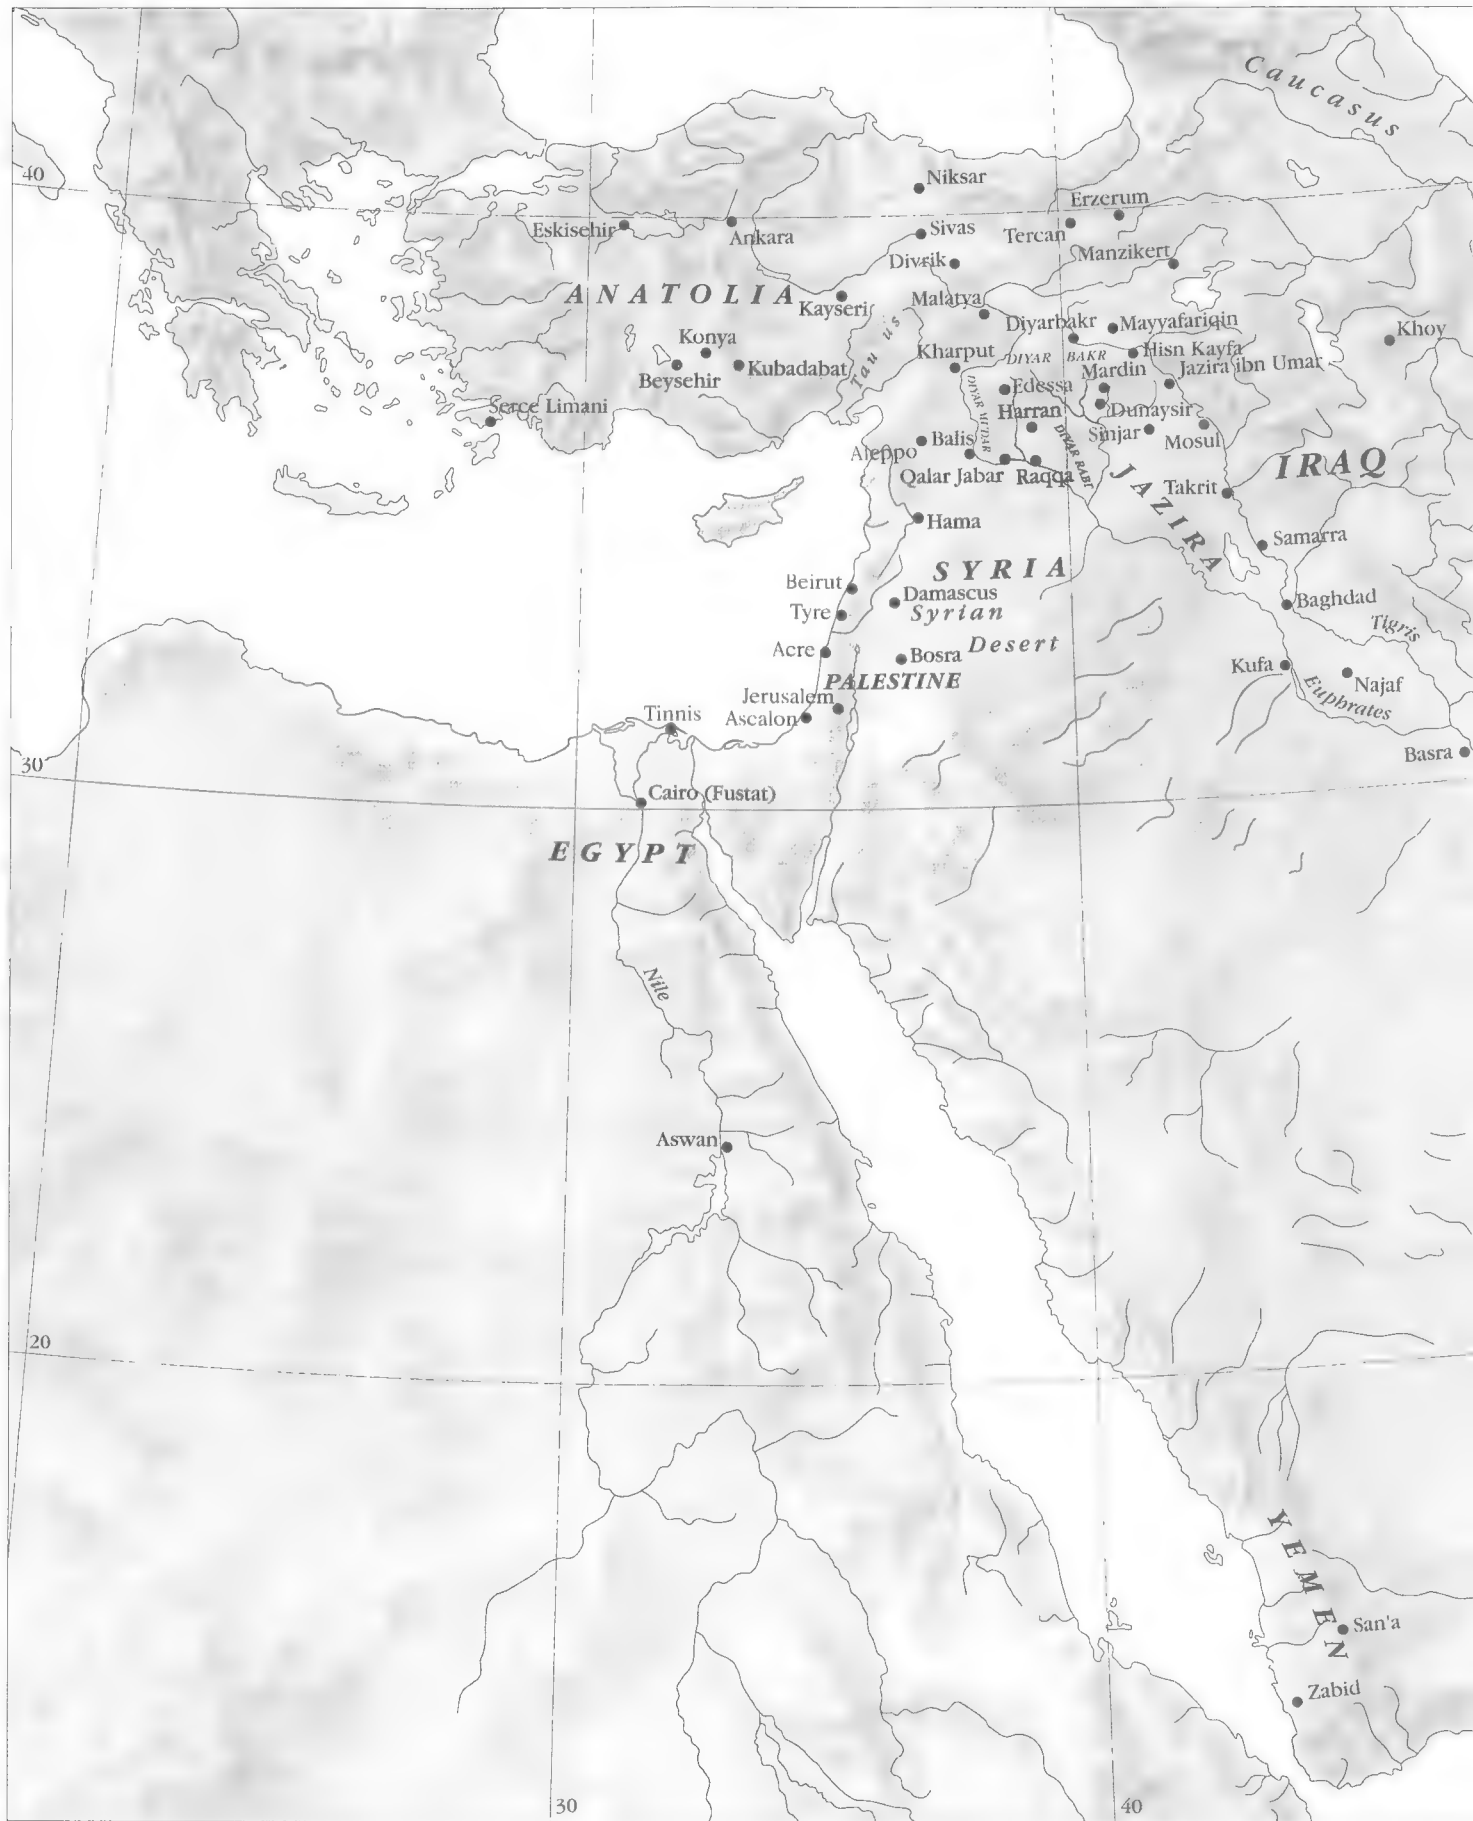 Caucasus
40
Niksar
Erzerum
Eskisehir
Ankara
Sivas
Tercan
Divrik
Manzikert
ANATOLIA
Kayseri
Malatya
Diyarbakr
Mayyafariqin
Khoy
Taurus
Konya
Kharput
DIYAR BAKR
Hisn Kayfa
Beysehir
Kubadabat
Edessa
Mardin
Jazira ibn Umar
DIYAR MUDAR
Serce Limani
Harran
Dunaysir
DIYAR RABI
Sinjar
Mosul
Aleppo
Balis
Qalar Jabar
Raqqa
JAZIRA
IRAQ
Takrit
Hama
Samarra
SYRIA
Beirut
Damascus
Baghdad
Tyre
Syrian
Desert
Tigris
Acre
Bosra
Kufa
Najaf
PALESTINE
Jerusalem
Euphrates
Tinnis
Ascalon
Basra
30
Cairo (Fustat)
EGYPT
Nile
Aswan
20
YEMEN
San'a
Zabid
30
40